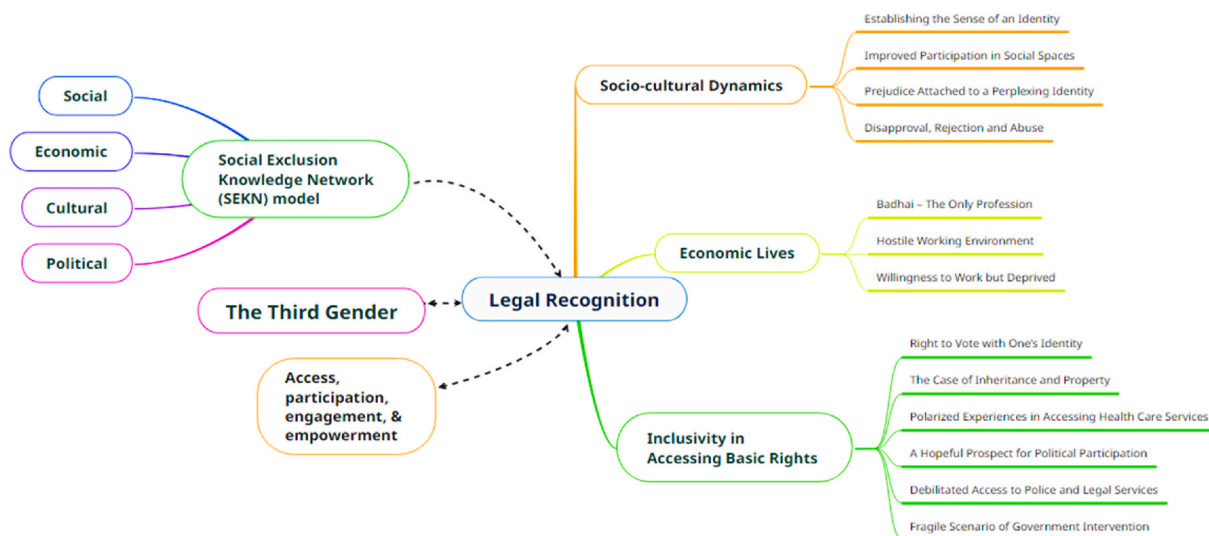 Social
Economic
Cultural
Political
Social Exclusion
Knowledge Network
(SEKN) model
The Third Gender
Access,
participation,
engagement, &
empowerment
Legal Recognition
Socio-cultural Dynamics
Establishing the Sense of an Identity
Improved Participation in Social Spaces
Prejudice Attached to a Perplexing Identity
Disapproval, Rejection and Abuse
Economic Lives
Badhai – The Only Profession
Hostile Working Environment
Willingness to Work but Deprived
Inclusivity in
Accessing Basic Rights
Right to Vote with One's Identity
The Case of Inheritance and Property
Polarized Experiences in Accessing Health Care Services
A Hopeful Prospect for Political Participation
Debilitated Access to Police and Legal Services
Fragile Scenario of Government Intervention